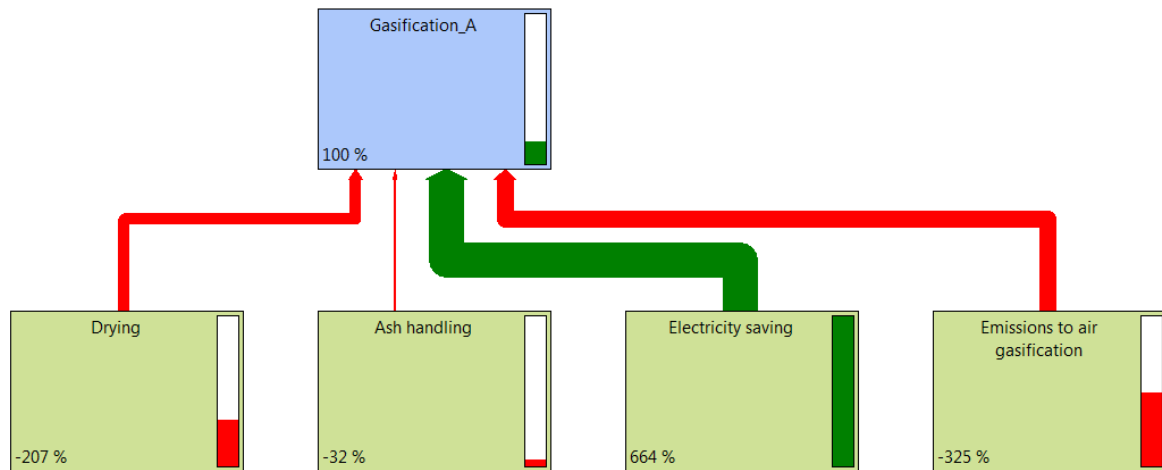 Gasification_A
100 %
Drying
-207 %
Ash handling
-32 %
Electricity saving
664 %
Emissions to air
gasification
-325 %